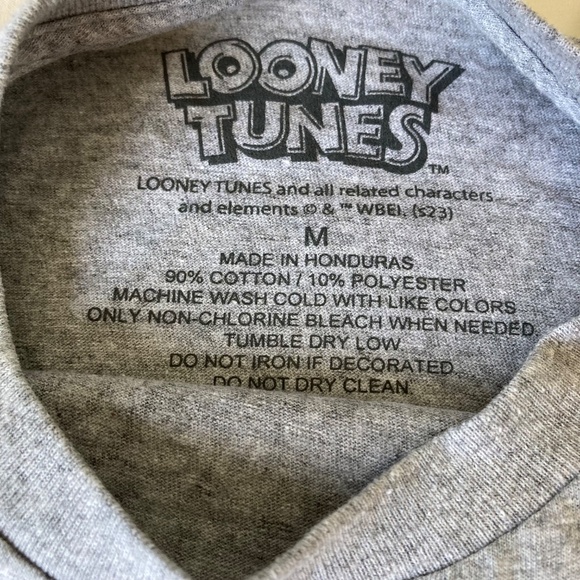 LOONEY
TUNES™
LOONEY TUNES and all related characters
and elements © & ™ WBEI. (s23)
M
MADE IN HONDURAS
90% COTTON / 10% POLYESTER
MACHINE WASH COLD WITH LIKE COLORS
ONLY NON-CHLORINE BLEACH WHEN NEEDED.
TUMBLE DRY LOW
DO NOT IRON IF DECORATED
DO NOT DRY CLEAN